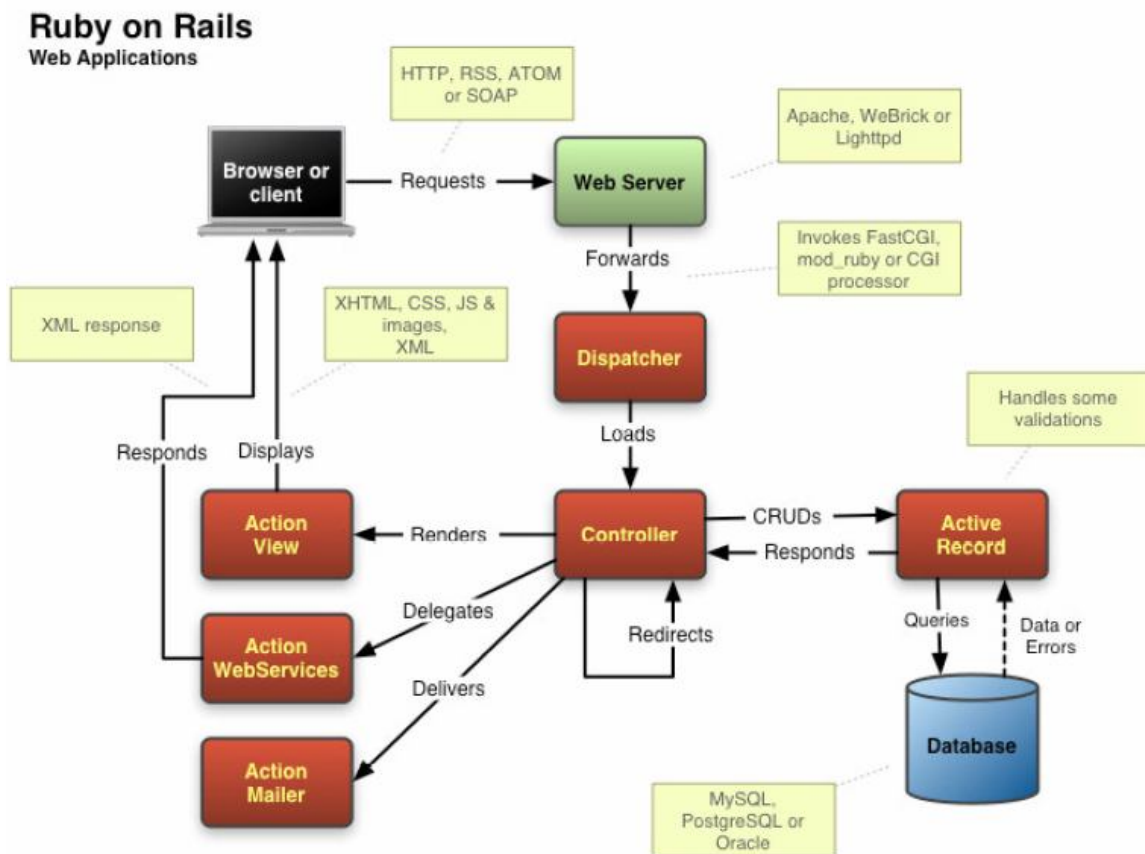 Ruby on Rails
Web Applications
HTTP, RSS, ATOM
or SOAP
Apache, WeBrick or
Lighttpd
Browser or
client
Requests
Web Server
Forwards
Invokes FastCGI,
mod_ruby or CGI
processor
XML response
XHTML, CSS, JS &
images,
XML
Dispatcher
Handles some
validations
Responds
Displays
Loads
Action
View
Renders
Controller
CRUDs
Responds
Active
Record
Delegates
Redirects
Queries
Data or
Errors
Action
WebServices
Delivers
Action
Mailer
Database
MySQL,
PostgreSQL or
Oracle